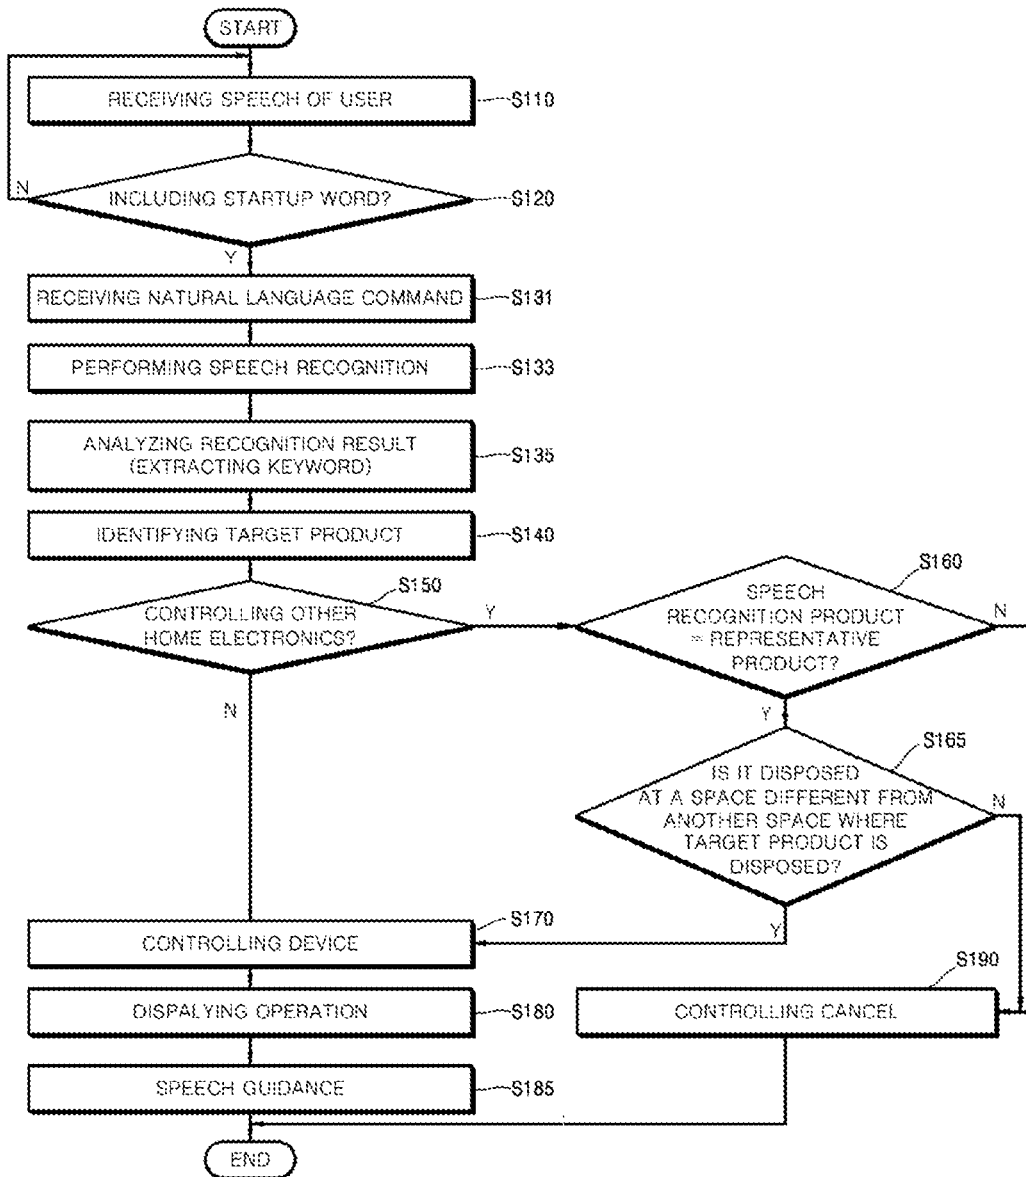 START
RECEIVING SPEECH OF USER
S110
N
INCLUDING STARTUP WORD?
S120
Y
RECEIVING NATURAL LANGUAGE COMMAND
S131
PERFORMING SPEECH RECOGNITION
S133
ANALYZING RECOGNITION RESULT
(EXTRACTING KEYWORD)
S135
IDENTIFYING TARGET PRODUCT
S140
S150
CONTROLLING OTHER
HOME ELECTRONICS?
Y
N
S160
SPEECH
RECOGNITION PRODUCT
= REPRESENTATIVE
PRODUCT?
N
Y
S165
IS IT DISPOSED
AT A SPACE DIFFERENT FROM
ANOTHER SPACE WHERE
TARGET PRODUCT IS
DISPOSED?
N
Y
S170
CONTROLLING DEVICE
DISPALYING OPERATION
S180
S190
CONTROLLING CANCEL
SPEECH GUIDANCE
S185
END